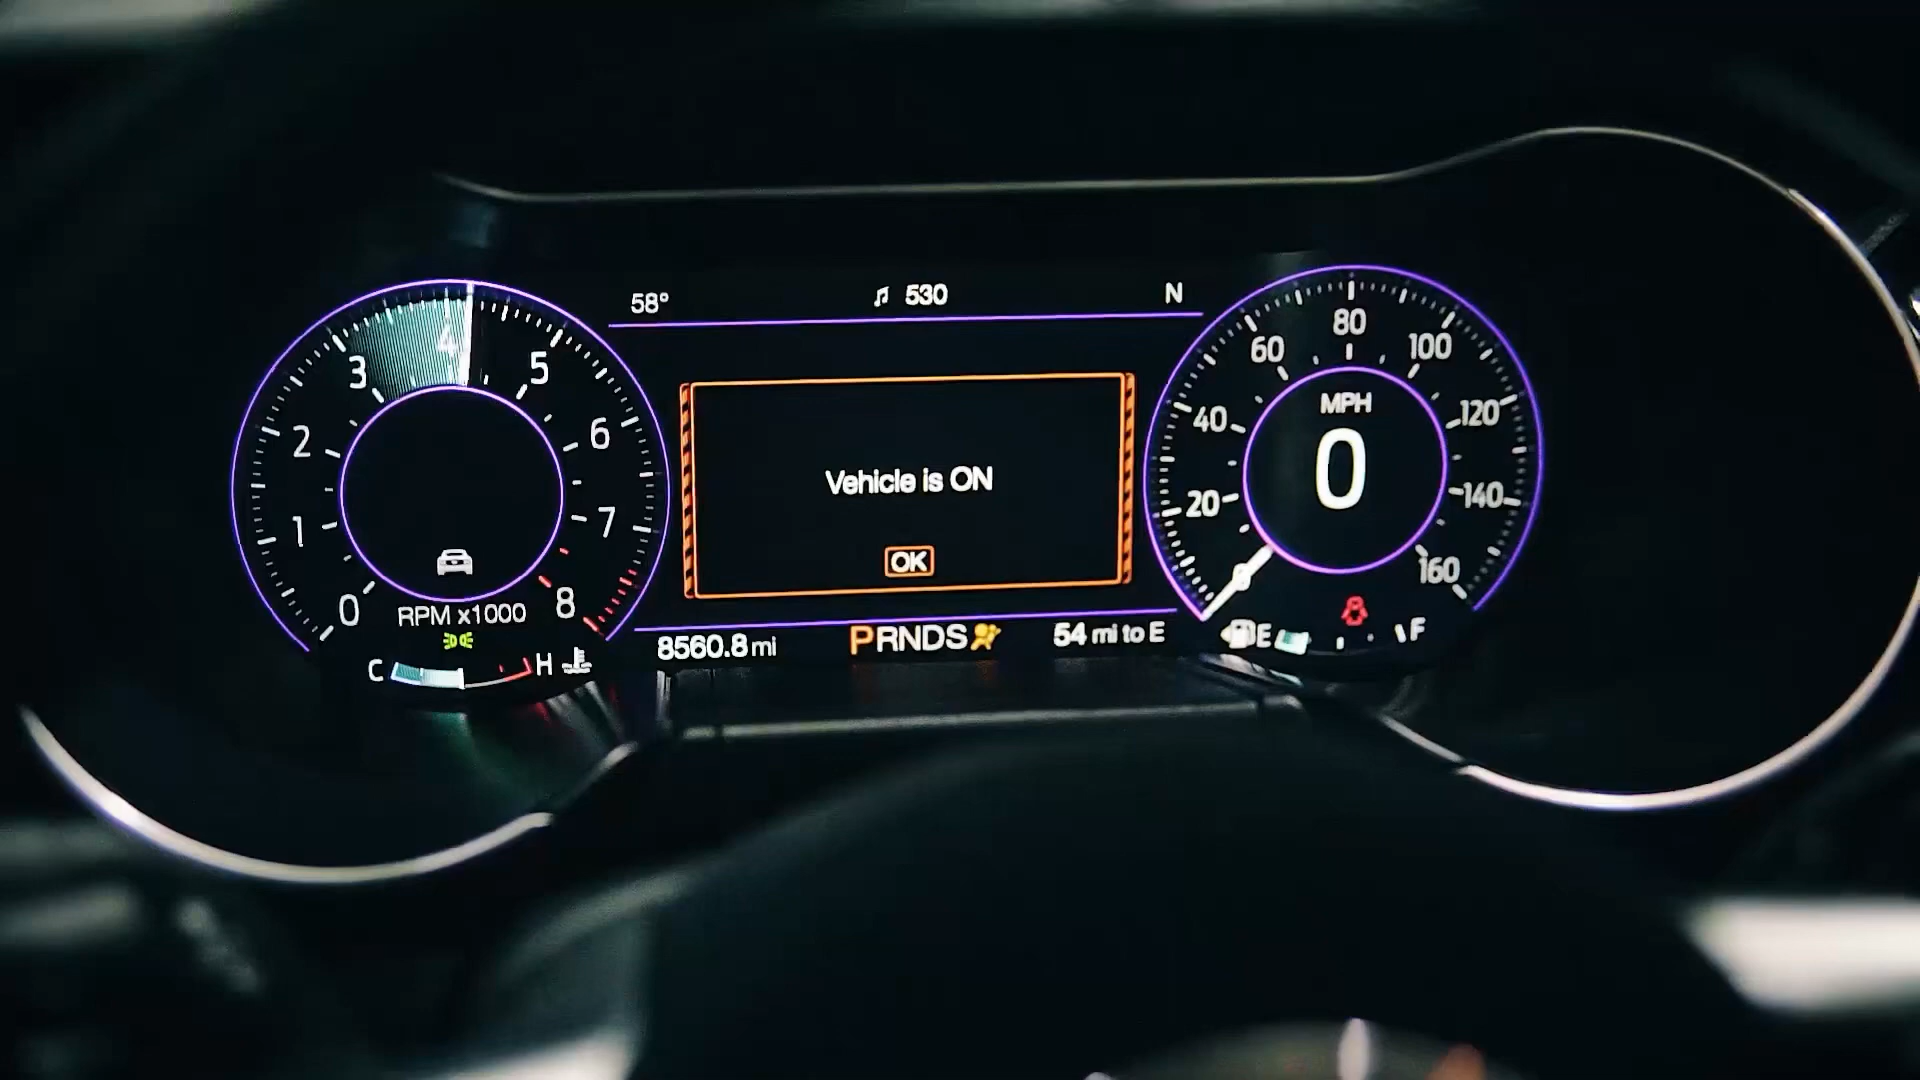 58° 530 N
0 1 2 3 4 5 6 7 8
RPM x1000
C H
Vehicle is ON
OK
0 20 40 60 80 100 120 140 160
MPH
0
8560.8 mi PRNDS 54 mi to E
E F